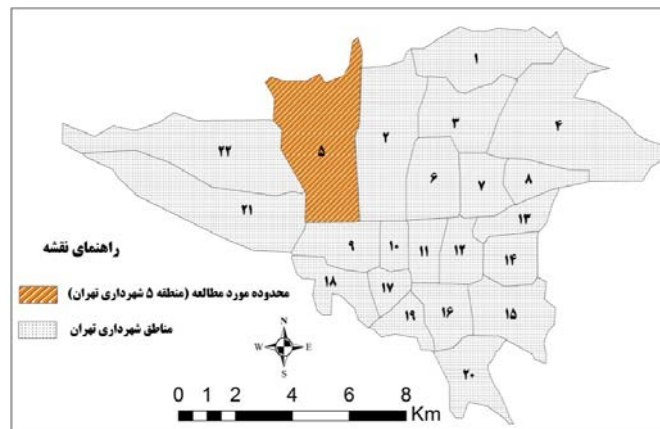 ۱
۲
۳
۴
۵
۶
۷
۸
۲۲
۲۱
۱۳
۹
۱۰
۱۱
۱۲
۱۴
۱۸
۱۷
۱۹
۱۶
۱۵
۲۰
راهنمای نقشه
محدوده مورد مطالعه (منطقه ۵ شهرداری تهران)
مناطق شهرداری تهران
N
W E
S
0 1 2 4 6 8
Km